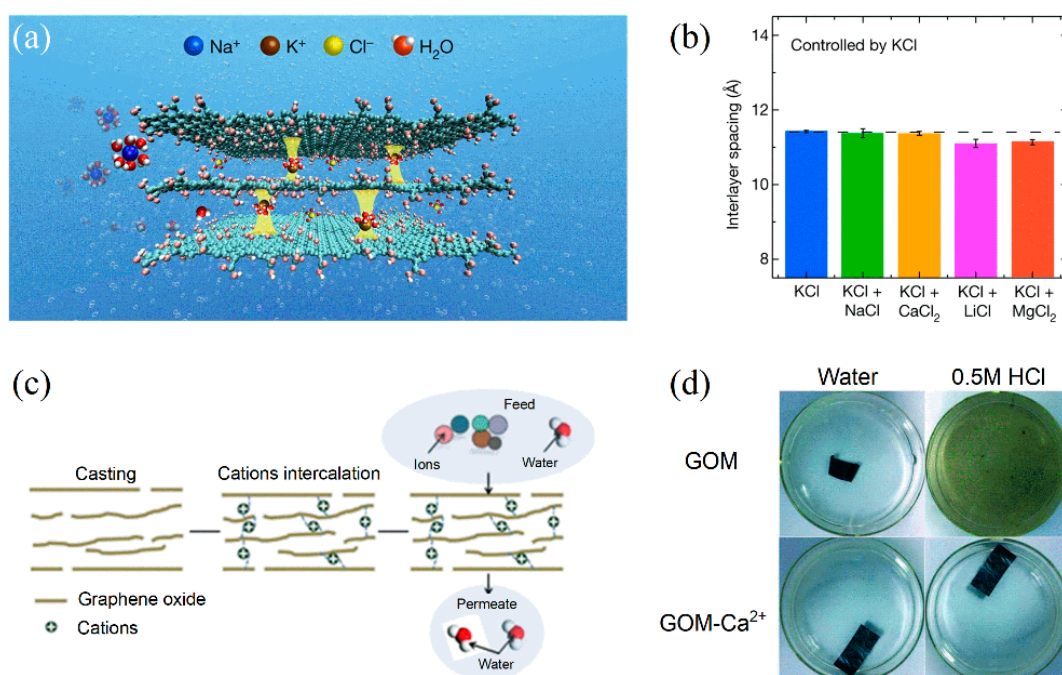 (a)
Na⁺ K⁺ Cl⁻ H₂O
(b)
Controlled by KCl
Interlayer spacing (Å)
14
12
10
8
KCl
KCl +
NaCl
KCl +
CaCl₂
KCl +
LiCl
KCl +
MgCl₂
(c)
Casting
Cations intercalation
Feed
Ions
Water
Graphene oxide
Cations
Permeate
Water
(d)
Water
0.5M HCl
GOM
GOM-Ca²⁺